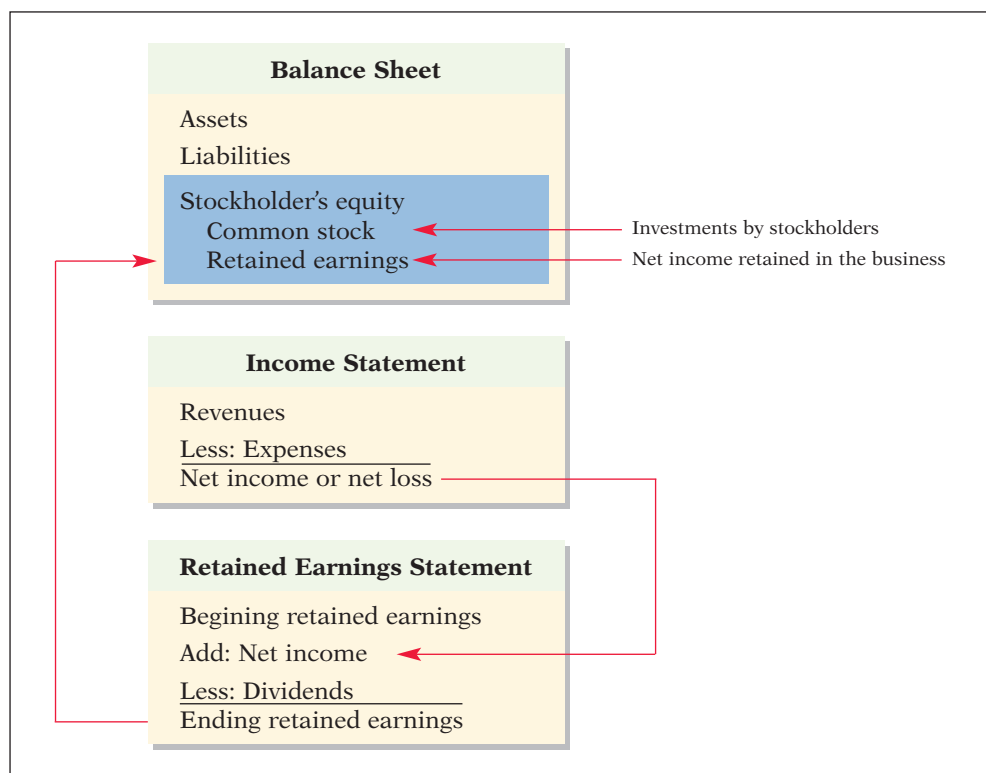 Balance Sheet
Assets
Liabilities
Stockholder's equity
Common stock
Investments by stockholders
Retained earnings
Net income retained in the business
Income Statement
Revenues
Less: Expenses
Net income or net loss
Retained Earnings Statement
Begining retained earnings
Add: Net income
Less: Dividends
Ending retained earnings